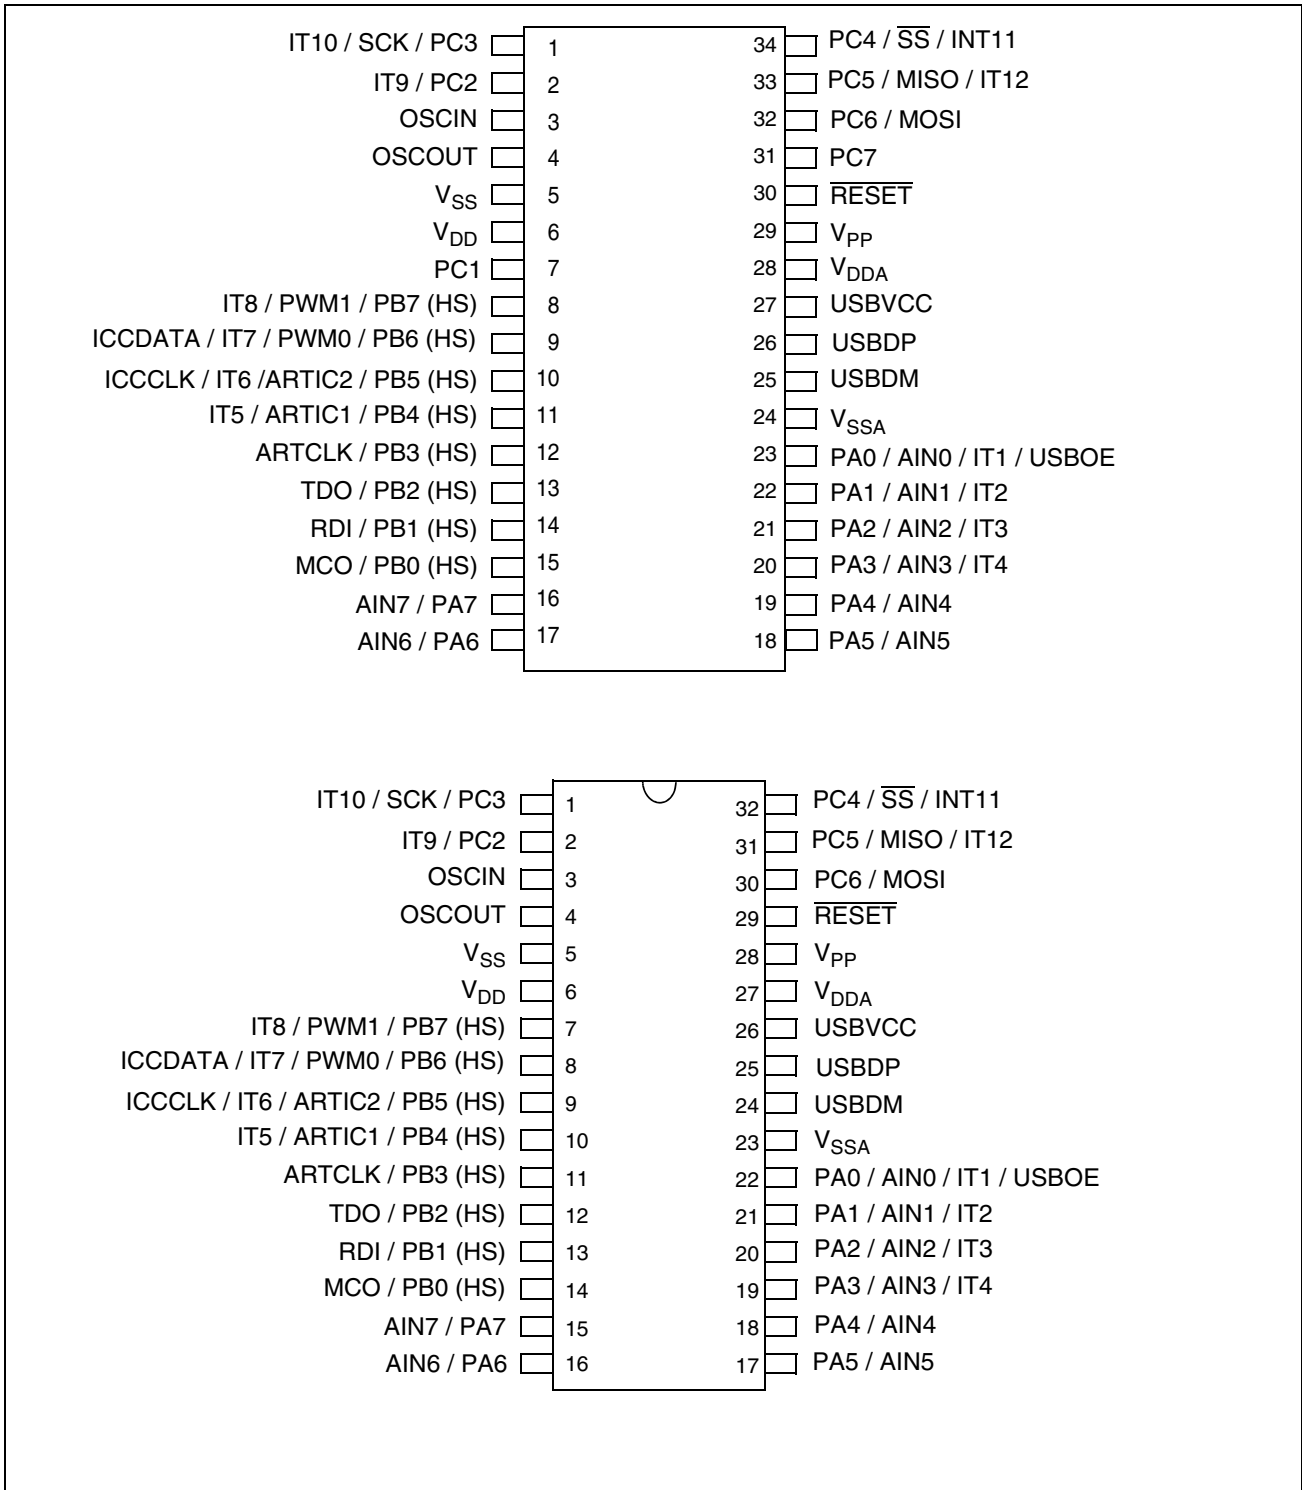 IT10 / SCK / PC3 1 34 PC4 / SS / INT11
IT9 / PC2 2 33 PC5 / MISO / IT12
OSCIN 3 32 PC6 / MOSI
OSCOUT 4 31 PC7
VSS 5 30 RESET
VDD 6 29 VPP
PC1 7 28 VDDA
IT8 / PWM1 / PB7 (HS) 8 27 USBVCC
ICCDATA / IT7 / PWM0 / PB6 (HS) 9 26 USBDP
ICCCLK / IT6 /ARTIC2 / PB5 (HS) 10 25 USBDM
IT5 / ARTIC1 / PB4 (HS) 11 24 VSSA
ARTCLK / PB3 (HS) 12 23 PA0 / AIN0 / IT1 / USBOE
TDO / PB2 (HS) 13 22 PA1 / AIN1 / IT2
RDI / PB1 (HS) 14 21 PA2 / AIN2 / IT3
MCO / PB0 (HS) 15 20 PA3 / AIN3 / IT4
AIN7 / PA7 16 19 PA4 / AIN4
AIN6 / PA6 17 18 PA5 / AIN5
IT10 / SCK / PC3 1 32 PC4 / SS / INT11
IT9 / PC2 2 31 PC5 / MISO / IT12
OSCIN 3 30 PC6 / MOSI
OSCOUT 4 29 RESET
VSS 5 28 VPP
VDD 6 27 VDDA
IT8 / PWM1 / PB7 (HS) 7 26 USBVCC
ICCDATA / IT7 / PWM0 / PB6 (HS) 8 25 USBDP
ICCCLK / IT6 / ARTIC2 / PB5 (HS) 9 24 USBDM
IT5 / ARTIC1 / PB4 (HS) 10 23 VSSA
ARTCLK / PB3 (HS) 11 22 PA0 / AIN0 / IT1 / USBOE
TDO / PB2 (HS) 12 21 PA1 / AIN1 / IT2
RDI / PB1 (HS) 13 20 PA2 / AIN2 / IT3
MCO / PB0 (HS) 14 19 PA3 / AIN3 / IT4
AIN7 / PA7 15 18 PA4 / AIN4
AIN6 / PA6 16 17 PA5 / AIN5